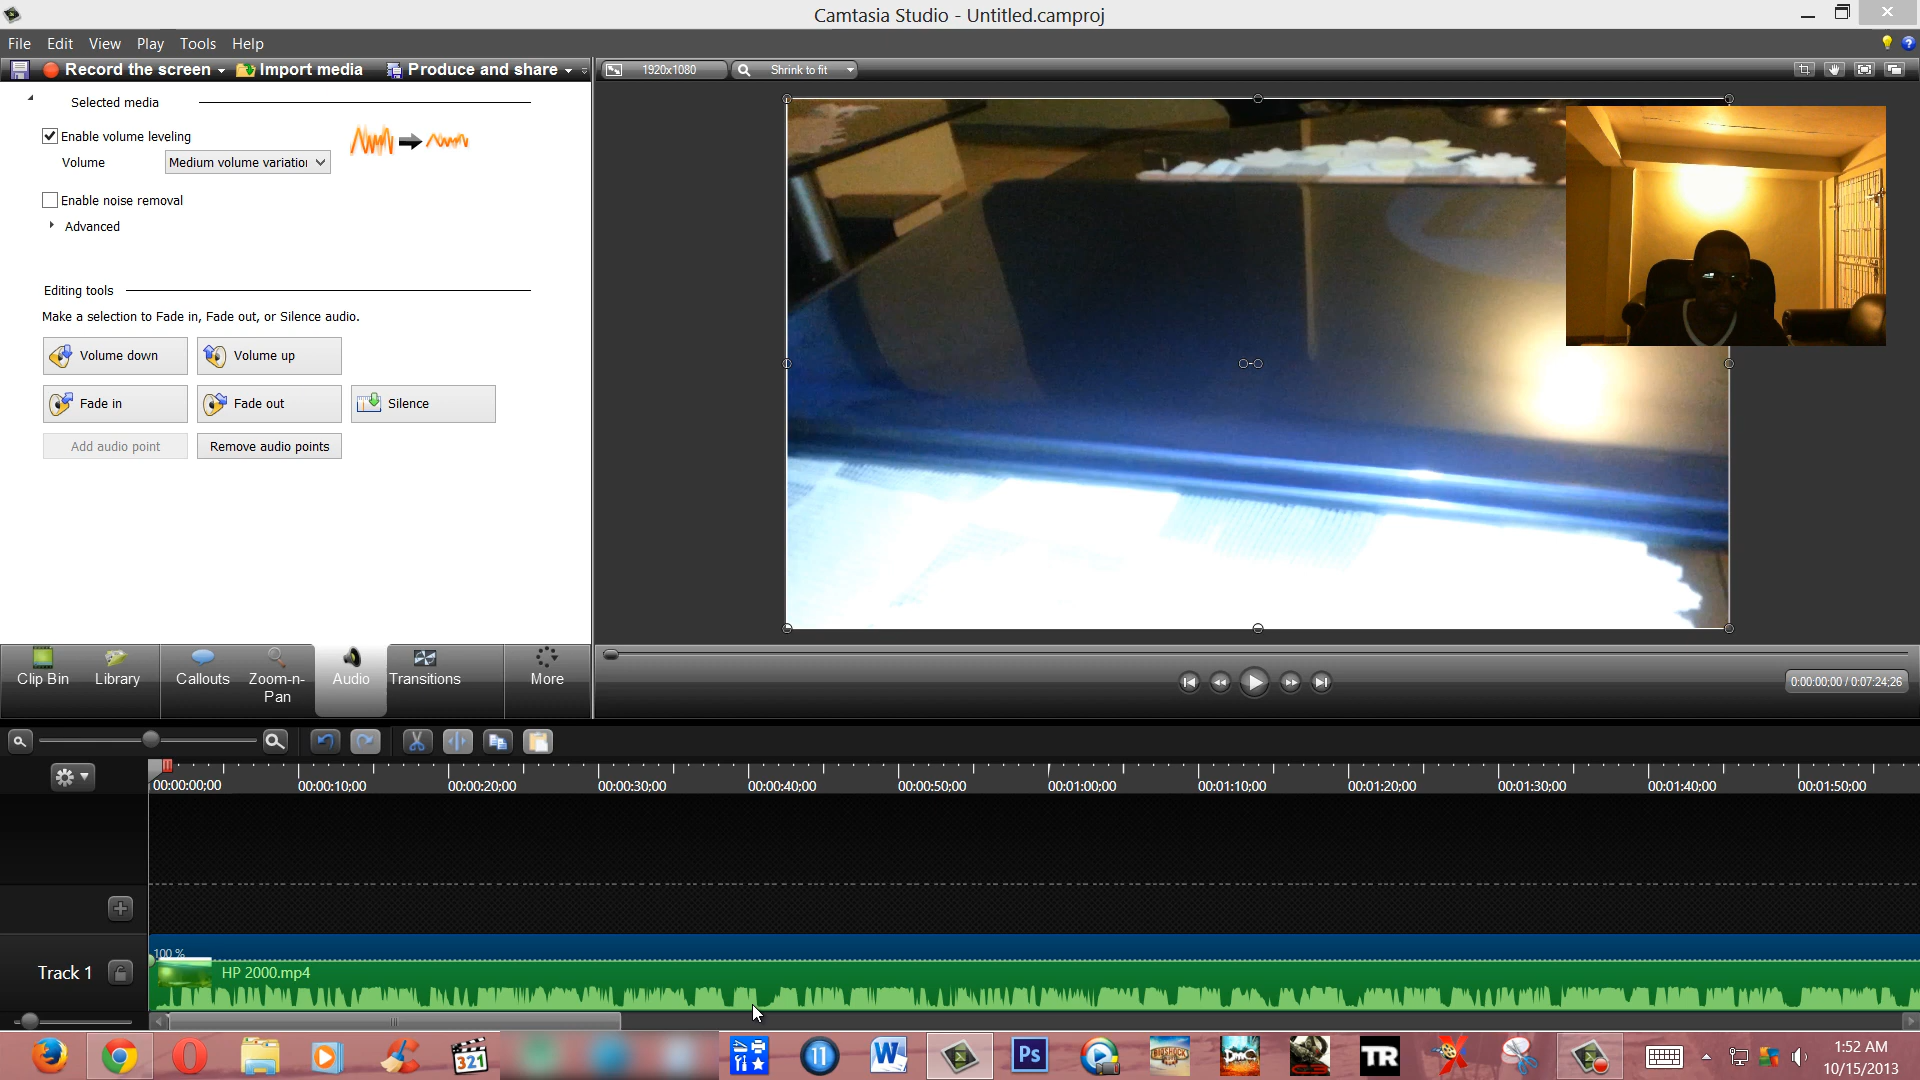 Camtasia Studio - Untitled.camproj
File Edit View Play Tools Help
Record the screen Import media Produce and share
1920x1080 Shrink to fit
Selected media
Enable volume leveling
Volume Medium volume variation
Enable noise removal
Advanced
Editing tools
Make a selection to Fade in, Fade out, or Silence audio.
Volume down Volume up
Fade in Fade out Silence
Add audio point Remove audio points
Clip Bin Library Callouts Zoom-n-Pan Audio Transitions More
0:00:00;00 / 0:07:24;26
00:00:00;00 00:00:10;00 00:00:20;00 00:00:30;00 00:00:40;00 00:00:50;00 00:01:00;00 00:01:10;00 00:01:20;00 00:01:30;00 00:01:40;00 00:01:50;00
100 %
Track 1 HP 2000.mp4
321 11 W Ps DmC TR
1:52 AM
10/15/2013